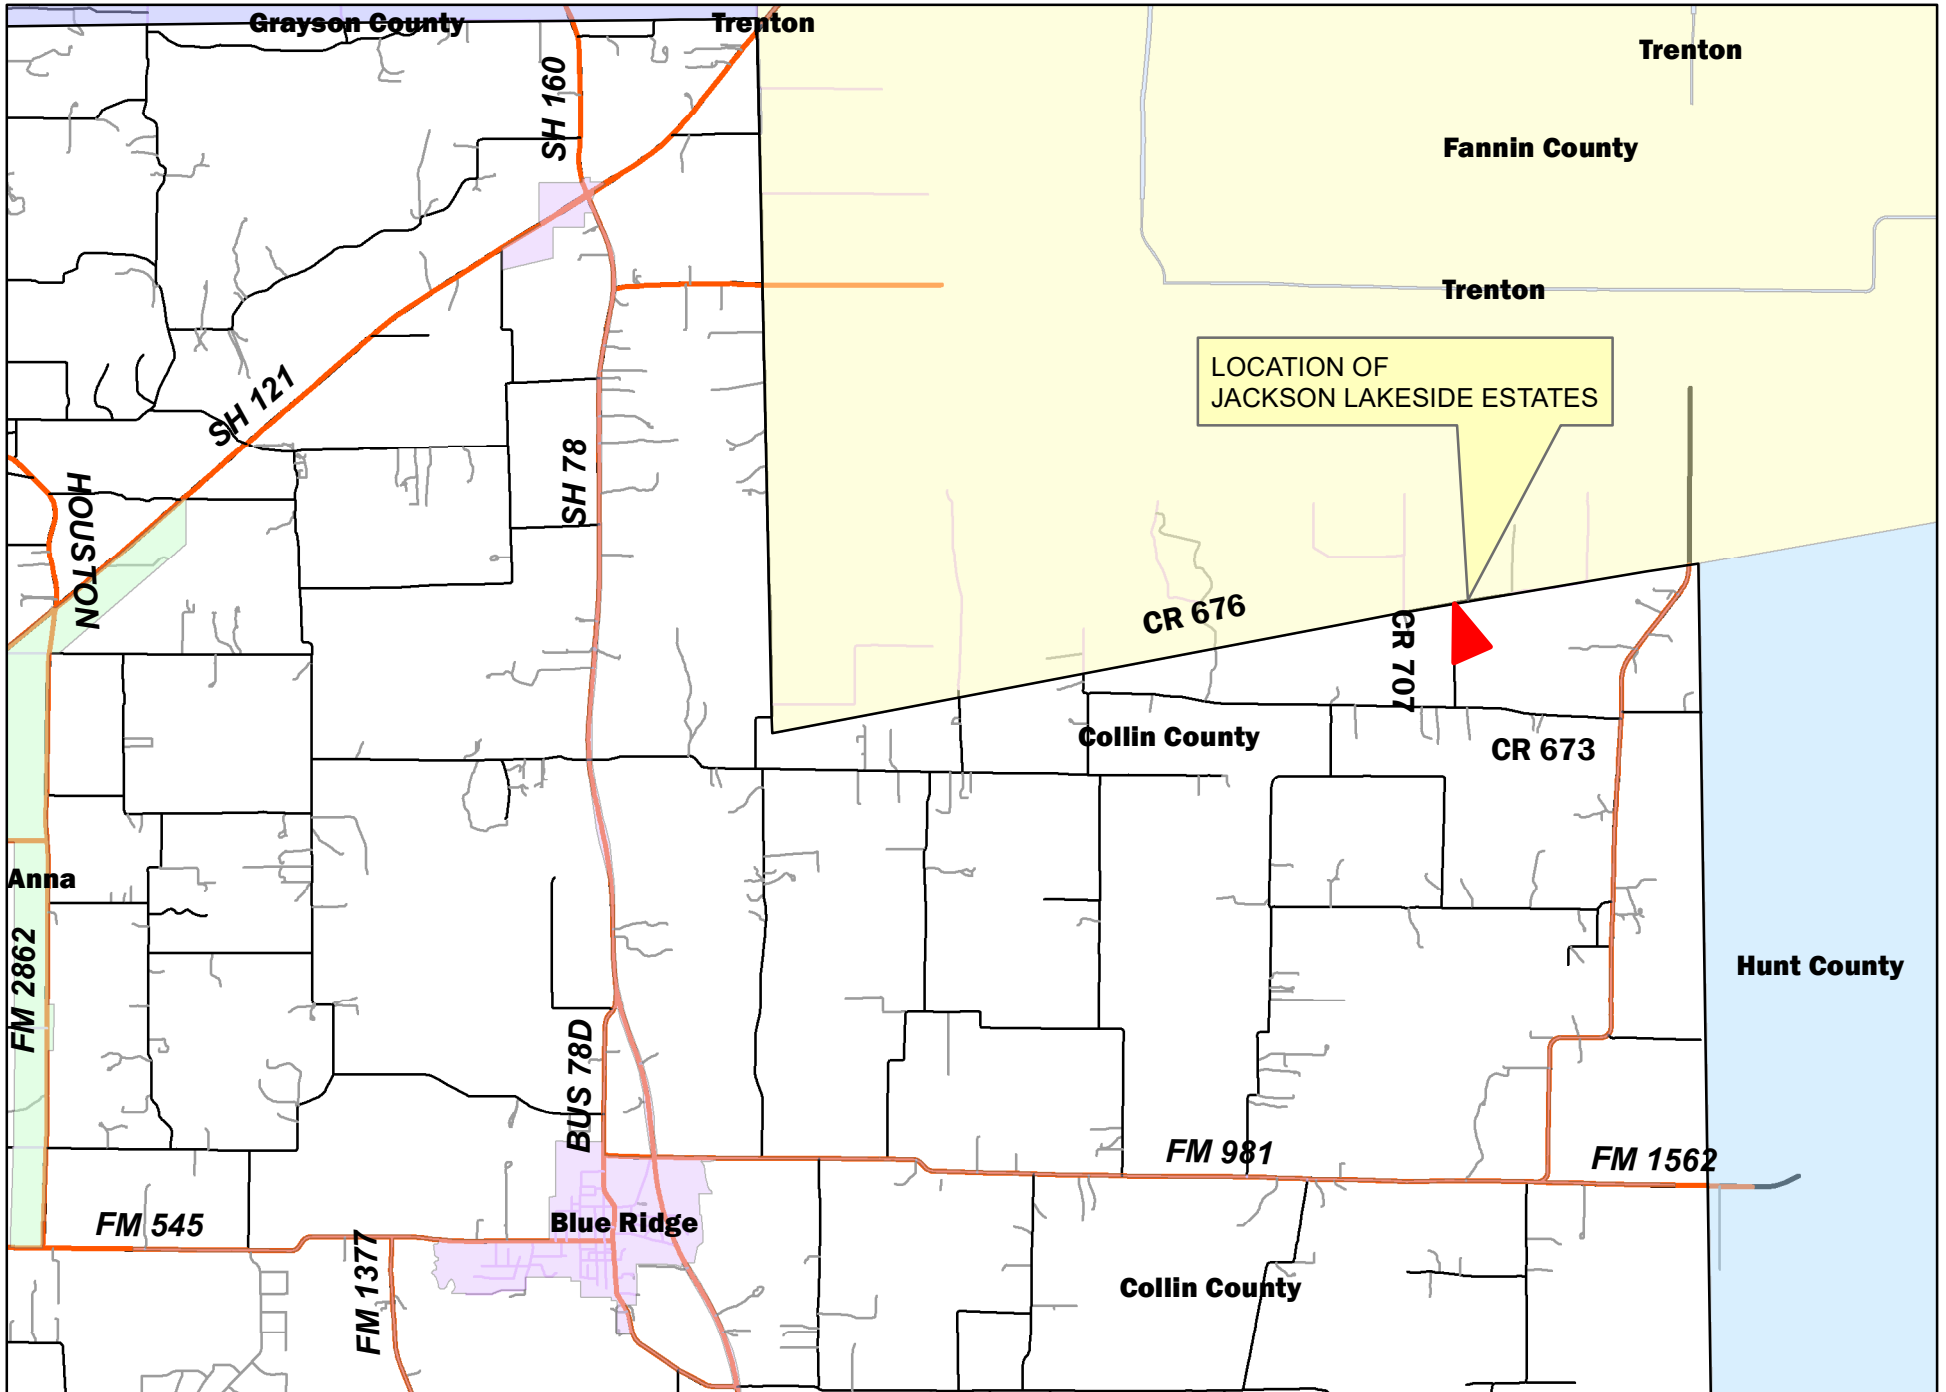 Grayson County
Trenton
Trenton
SH 160
Fannin County
Trenton
LOCATION OF
JACKSON LAKESIDE ESTATES
SH 121
SH 78
HOUSTON
CR 676
CR 707
Collin County
CR 673
Anna
FM 2862
Hunt County
BUS 78D
FM 981
FM 1562
FM 545
Blue Ridge
FM 1377
Collin County